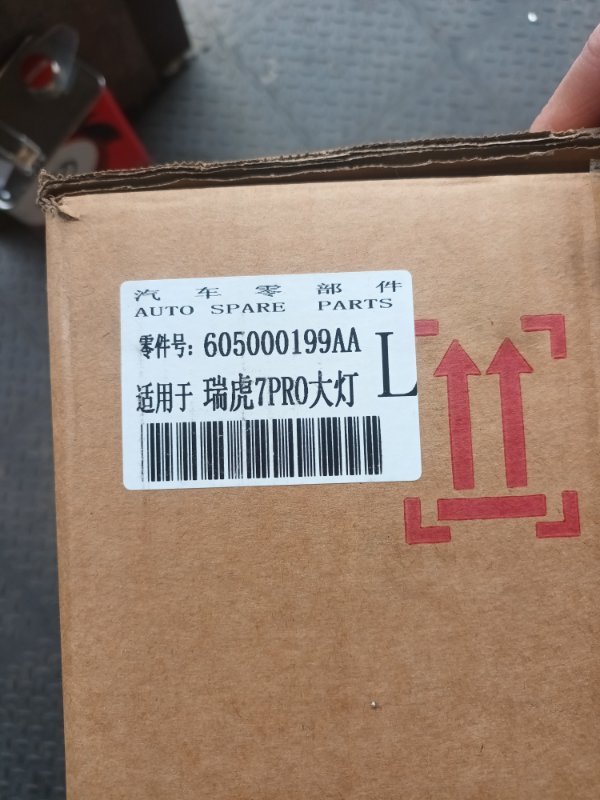 汽车零部件
AUTO SPARE PARTS
零件号: 605000199AA
适用于 瑞虎7PRO大灯
L